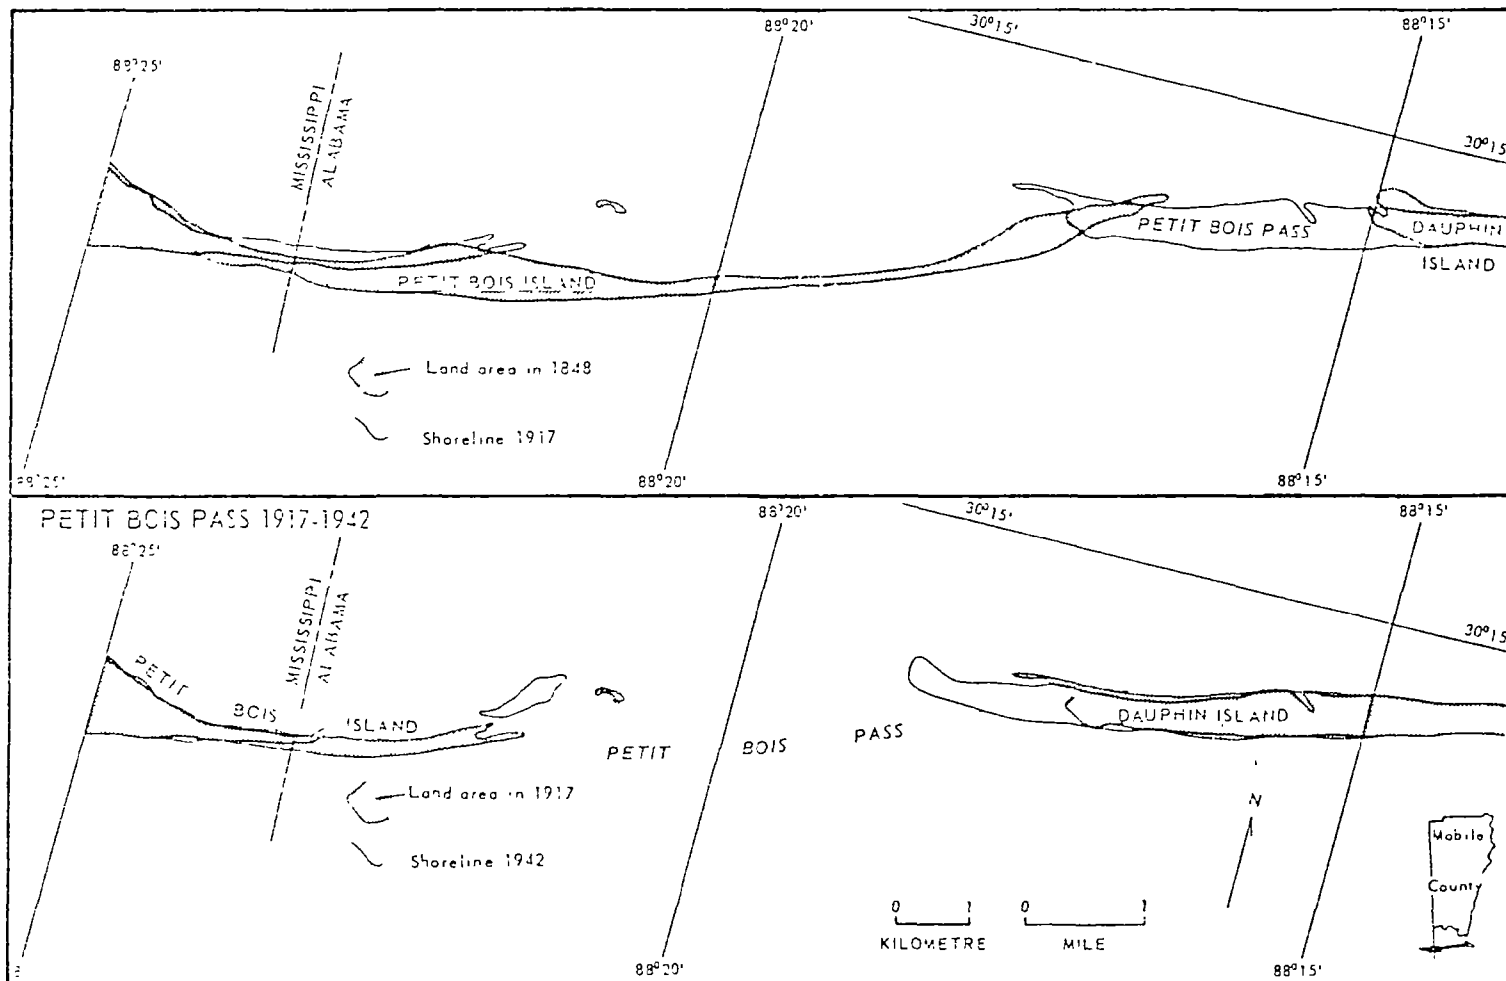 88°20'
30°15'
88°15'
88°25'
MISSISSIPPI
ALABAMA
30°15'
PETIT BOIS PASS
DAUPHIN
ISLAND
PETIT BOIS ISLAND
Land area in 1848
Shoreline 1917
88°25'
88°20'
88°15'
PETIT BOIS PASS 1917-1942
88°20'
30°15'
88°15'
88°25'
MISSISSIPPI
ALABAMA
30°15'
PETIT
BOIS
ISLAND
DAUPHIN ISLAND
PETIT BOIS PASS
Land area in 1917
N
Mobile
County
Shoreline 1942
0 1
KILOMETRE
0 1
MILE
88°20'
88°15'